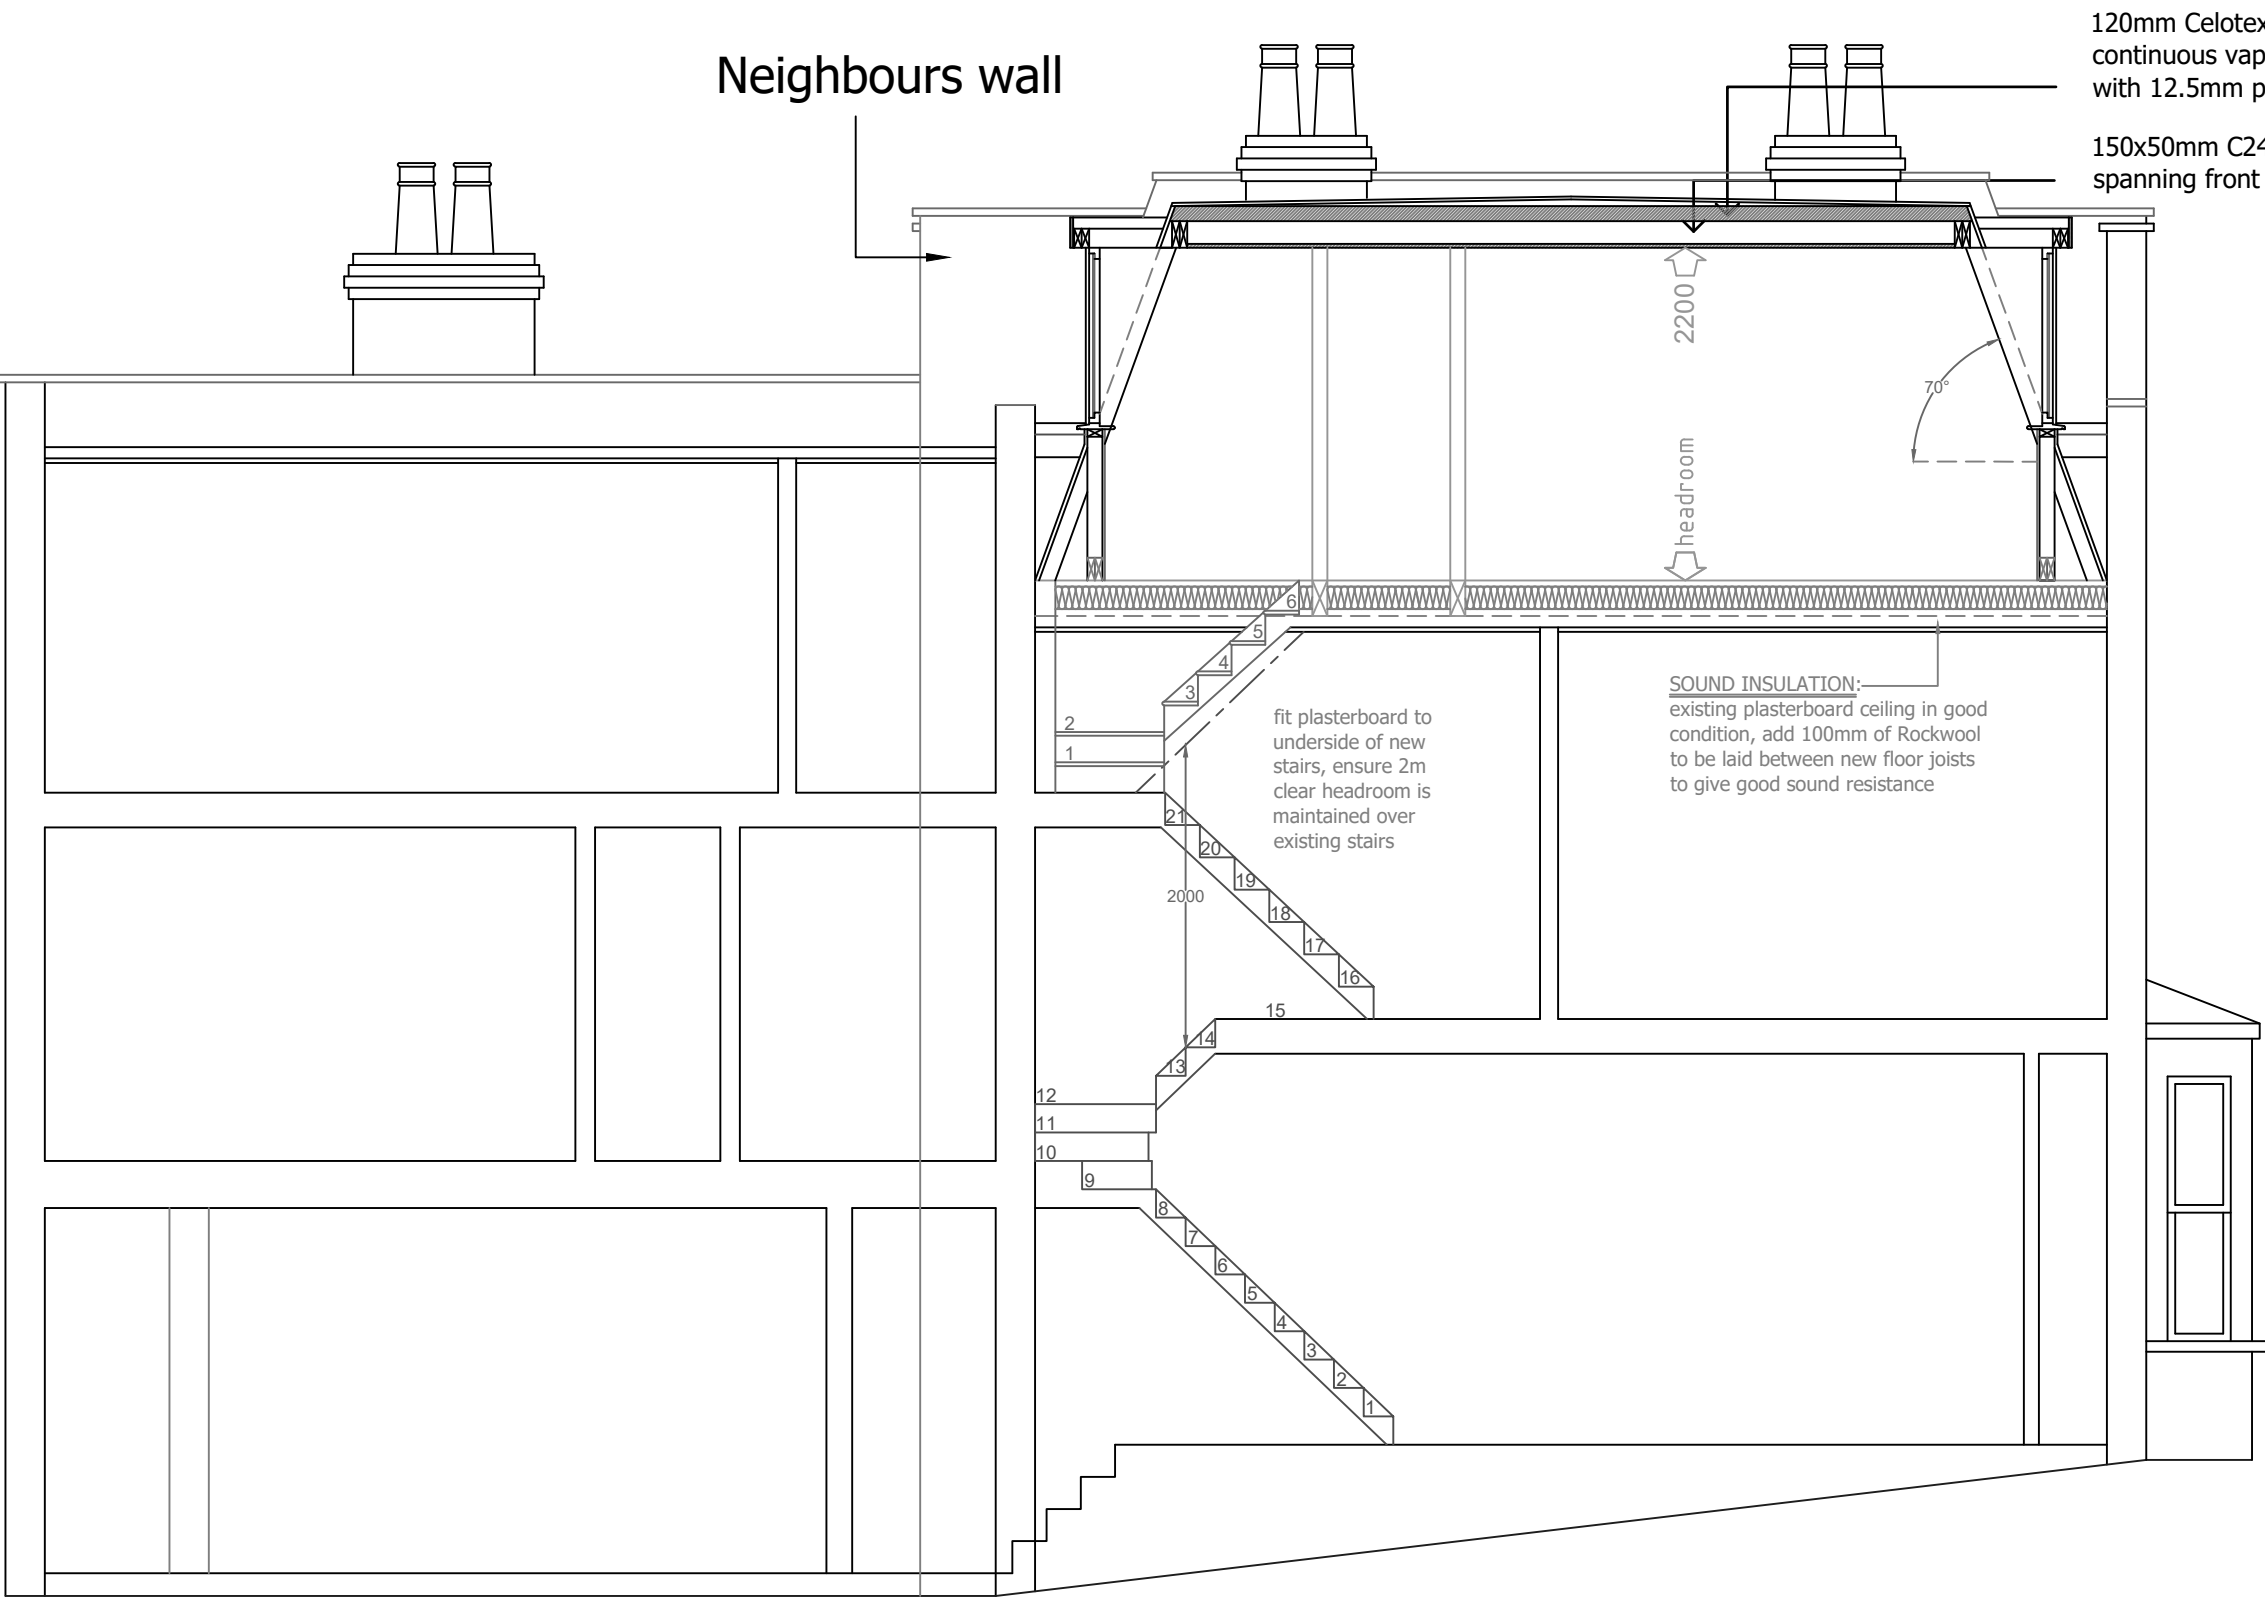 120mm Celotex
continuous vap
with 12.5mm p
150x50mm C24
spanning front
Neighbours wall
2200
headroom
70°
6
5
4
3
2
1
SOUND INSULATION:
existing plasterboard ceiling in good
condition, add 100mm of Rockwool
to be laid between new floor joists
to give good sound resistance
fit plasterboard to
underside of new
stairs, ensure 2m
clear headroom is
maintained over
existing stairs
21
20
19
18
17
16
2000
15
14
13
12
11
10
9
8
7
6
5
4
3
2
1